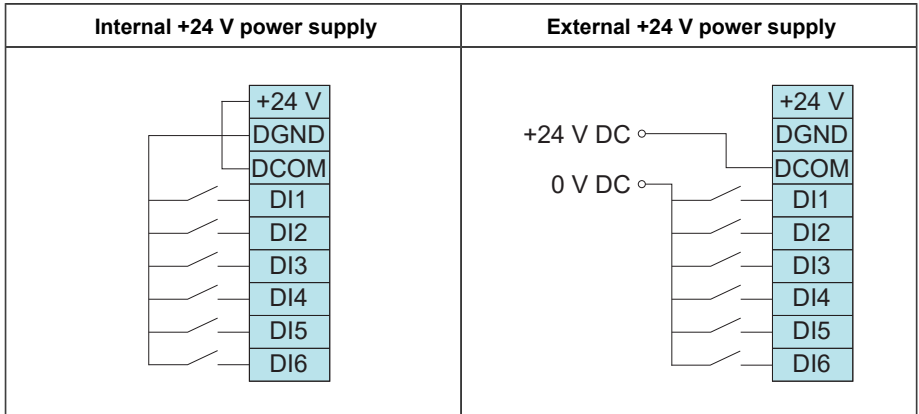 Internal +24 V power supply
External +24 V power supply
+24 V
DGND
DCOM
DI1
DI2
DI3
DI4
DI5
DI6
+24 V DC
0 V DC
+24 V
DGND
DCOM
DI1
DI2
DI3
DI4
DI5
DI6